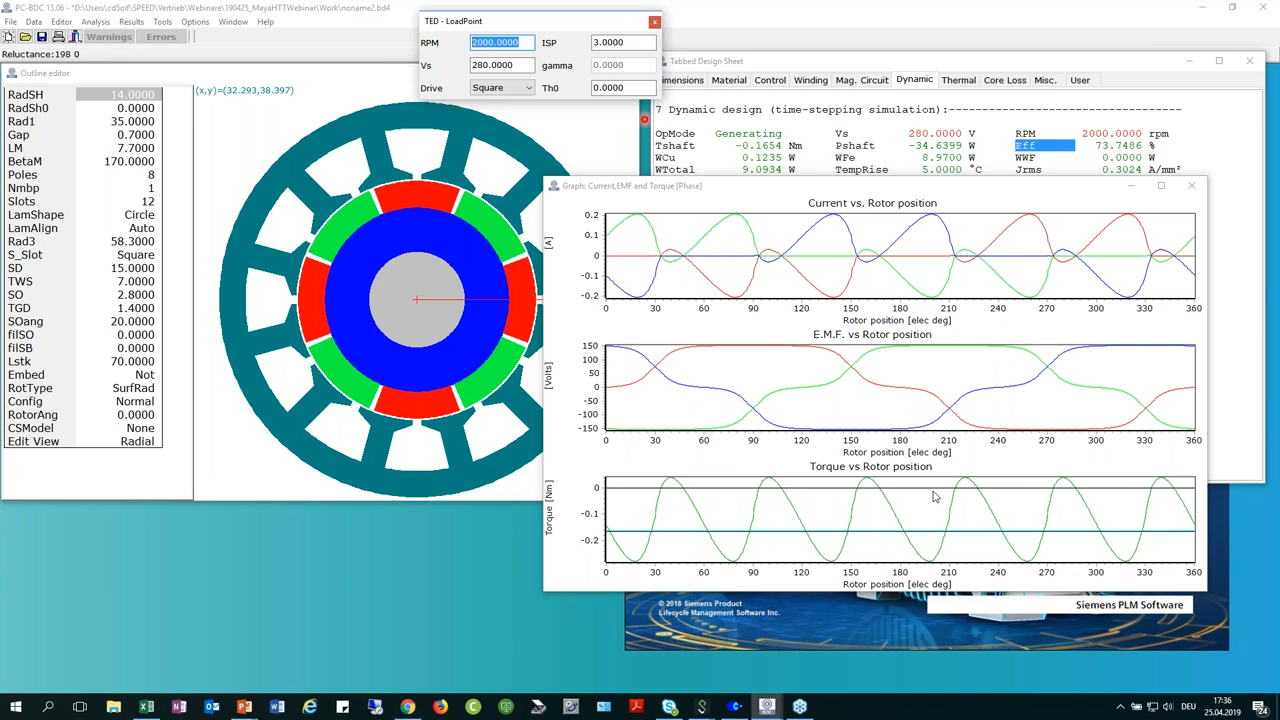 PC-BDC 13.06 - *D:\Users\cdSoif\SPEED\Vertrieb\Webinare\190425_MayaHTTWebinar\Work\noname2.bd4
File Data Editor Analysis Results Tools Options Window Help
Warnings Errors
Reluctance:198 0
Outline editor
RadSH 14.0000
RadSh0 0.0000
Rad1 35.0000
Gap 0.7000
LM 7.7000
BetaM 170.0000
Poles 8
Nmbp 1
Slots 12
LamShape Circle
LamAlign Auto
Rad3 58.3000
S_Slot Square
SD 15.0000
TWS 7.0000
SO 2.8000
TGD 1.4000
SOang 20.0000
filSO 0.0000
filSB 0.0000
Lstk 70.0000
Embed Not
RotType SurfRad
Config Normal
RotorAng 0.0000
CSModel None
Edit View Radial
(x,y)=(32.293,38.397)
TED - LoadPoint
RPM 2000.0000 ISP 3.0000
Vs 280.0000 gamma 0.0000
Drive Square Th0 0.0000
Tabbed Design Sheet
imensions Material Control Winding Mag. Circuit Dynamic Thermal Core Loss Misc. User
7 Dynamic design (time-stepping simulation):----------------------------------
OpMode Generating Vs 280.0000 V RPM 2000.0000 rpm
Tshaft -0.1654 Nm Pshaft -34.6399 W Eff 73.7486 %
WCu 0.1235 W WFe 8.9700 W WWF 0.0000 W
WTotal 9.0934 W TempRise 5.0000 °C Jrms 0.3024 A/mm²
Graph: Current,EMF and Torque [Phase]
Current vs. Rotor position
[A]
0.2
0.1
0
-0.1
-0.2
0 30 60 90 120 150 180 210 240 270 300 330 360
Rotor position [elec deg]
E.M.F. vs Rotor position
[Volts]
150
100
50
0
-50
-100
-150
0 30 60 90 120 150 180 210 240 270 300 330 360
Rotor position [elec deg]
Torque vs Rotor position
Torque [Nm]
0
-0.1
-0.2
0 30 60 90 120 150 180 210 240 270 300 330 360
Rotor position [elec deg]
© 2018 Siemens Product
Lifecycle Management Software Inc.
Siemens PLM Software
DEU
17:36
25.04.2019
24